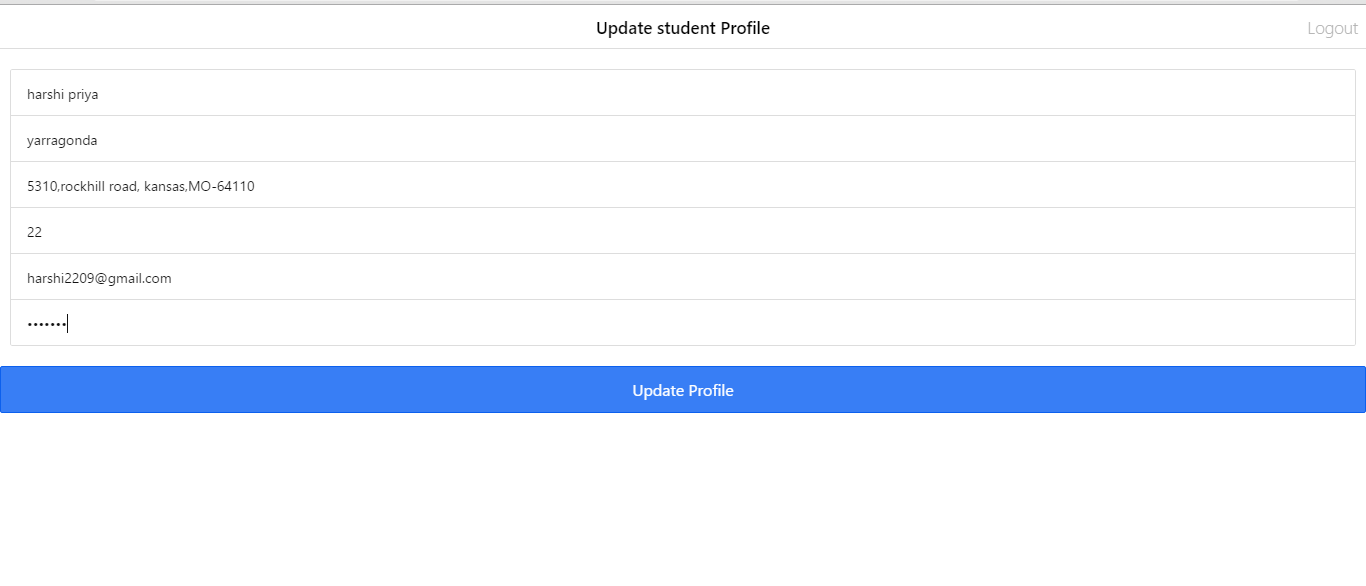 Update student Profile
Logout
harshi priya
yarragonda
5310,rockhill road, kansas,MO-64110
22
harshi2209@gmail.com
•••••••
Update Profile